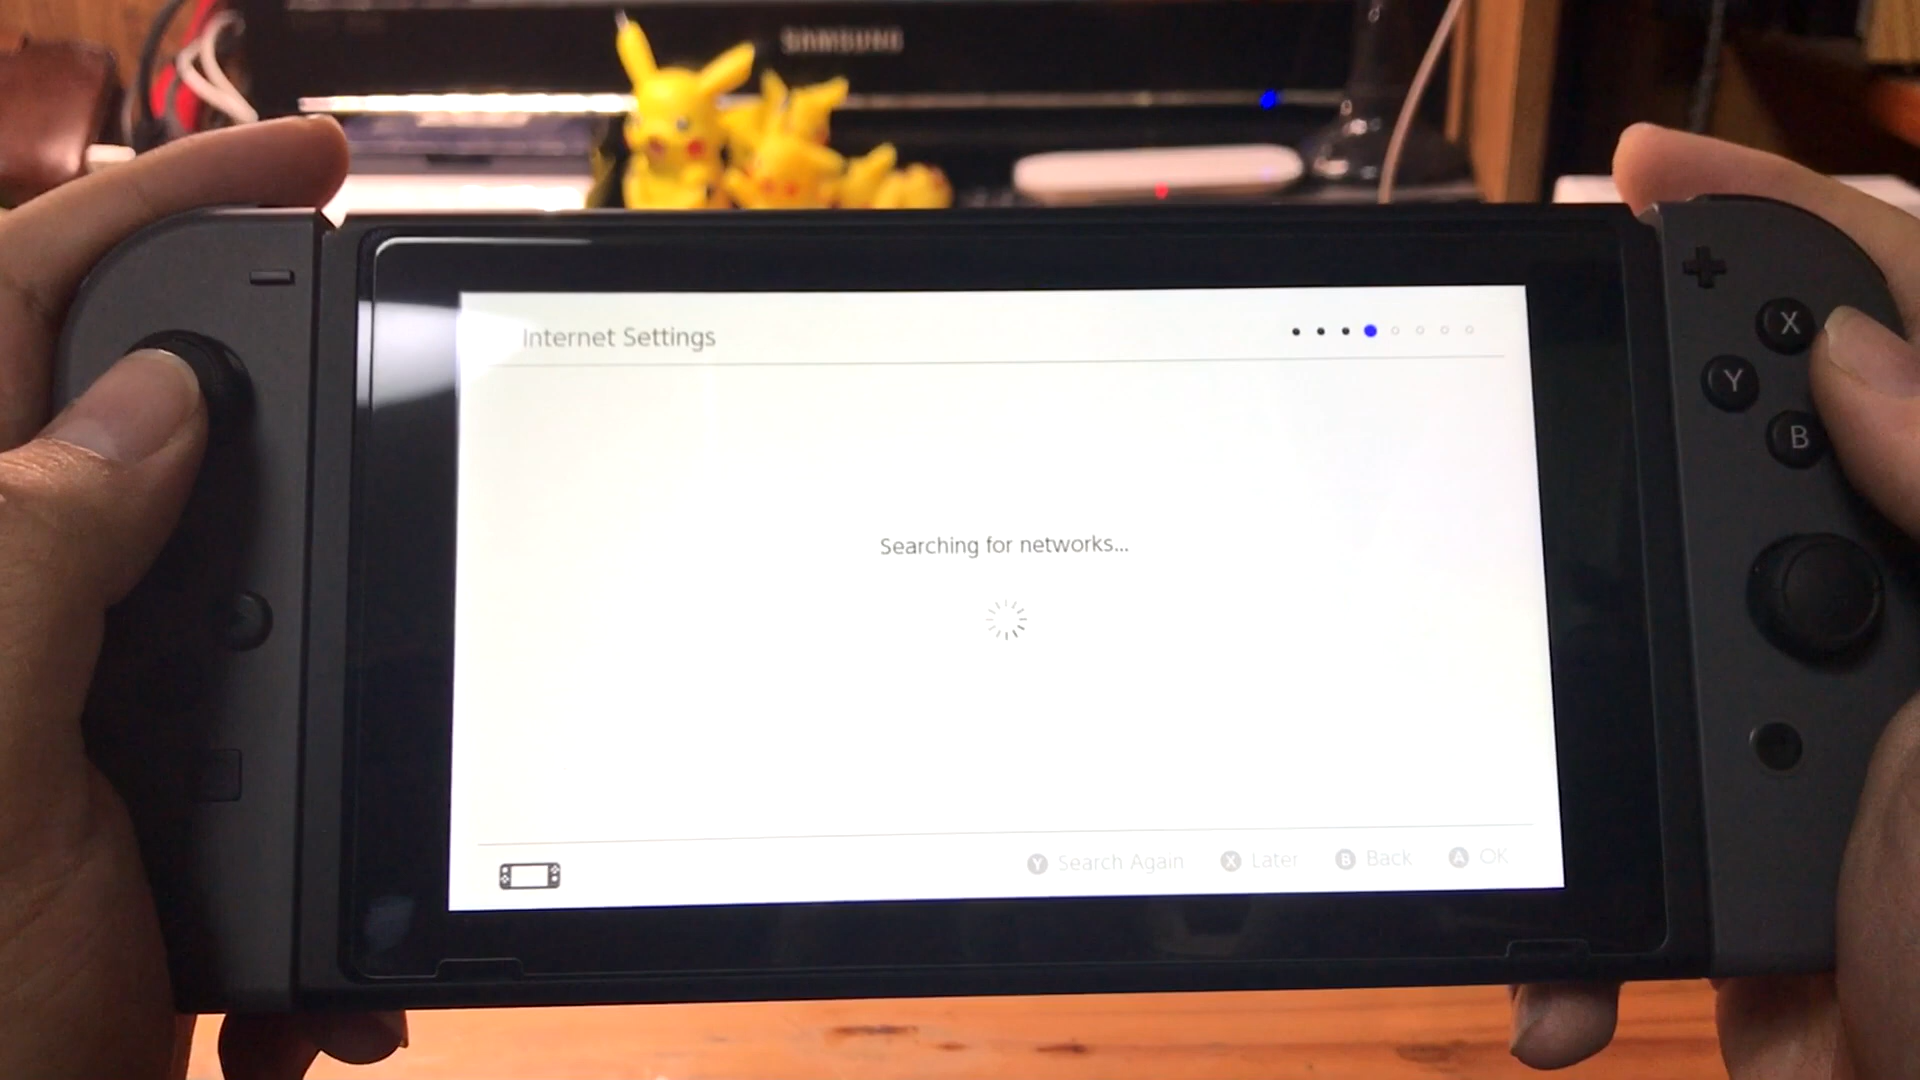 SAMSUNG
Internet Settings
X
Y
B
Searching for networks...
Y Search Again X Later B Back A OK